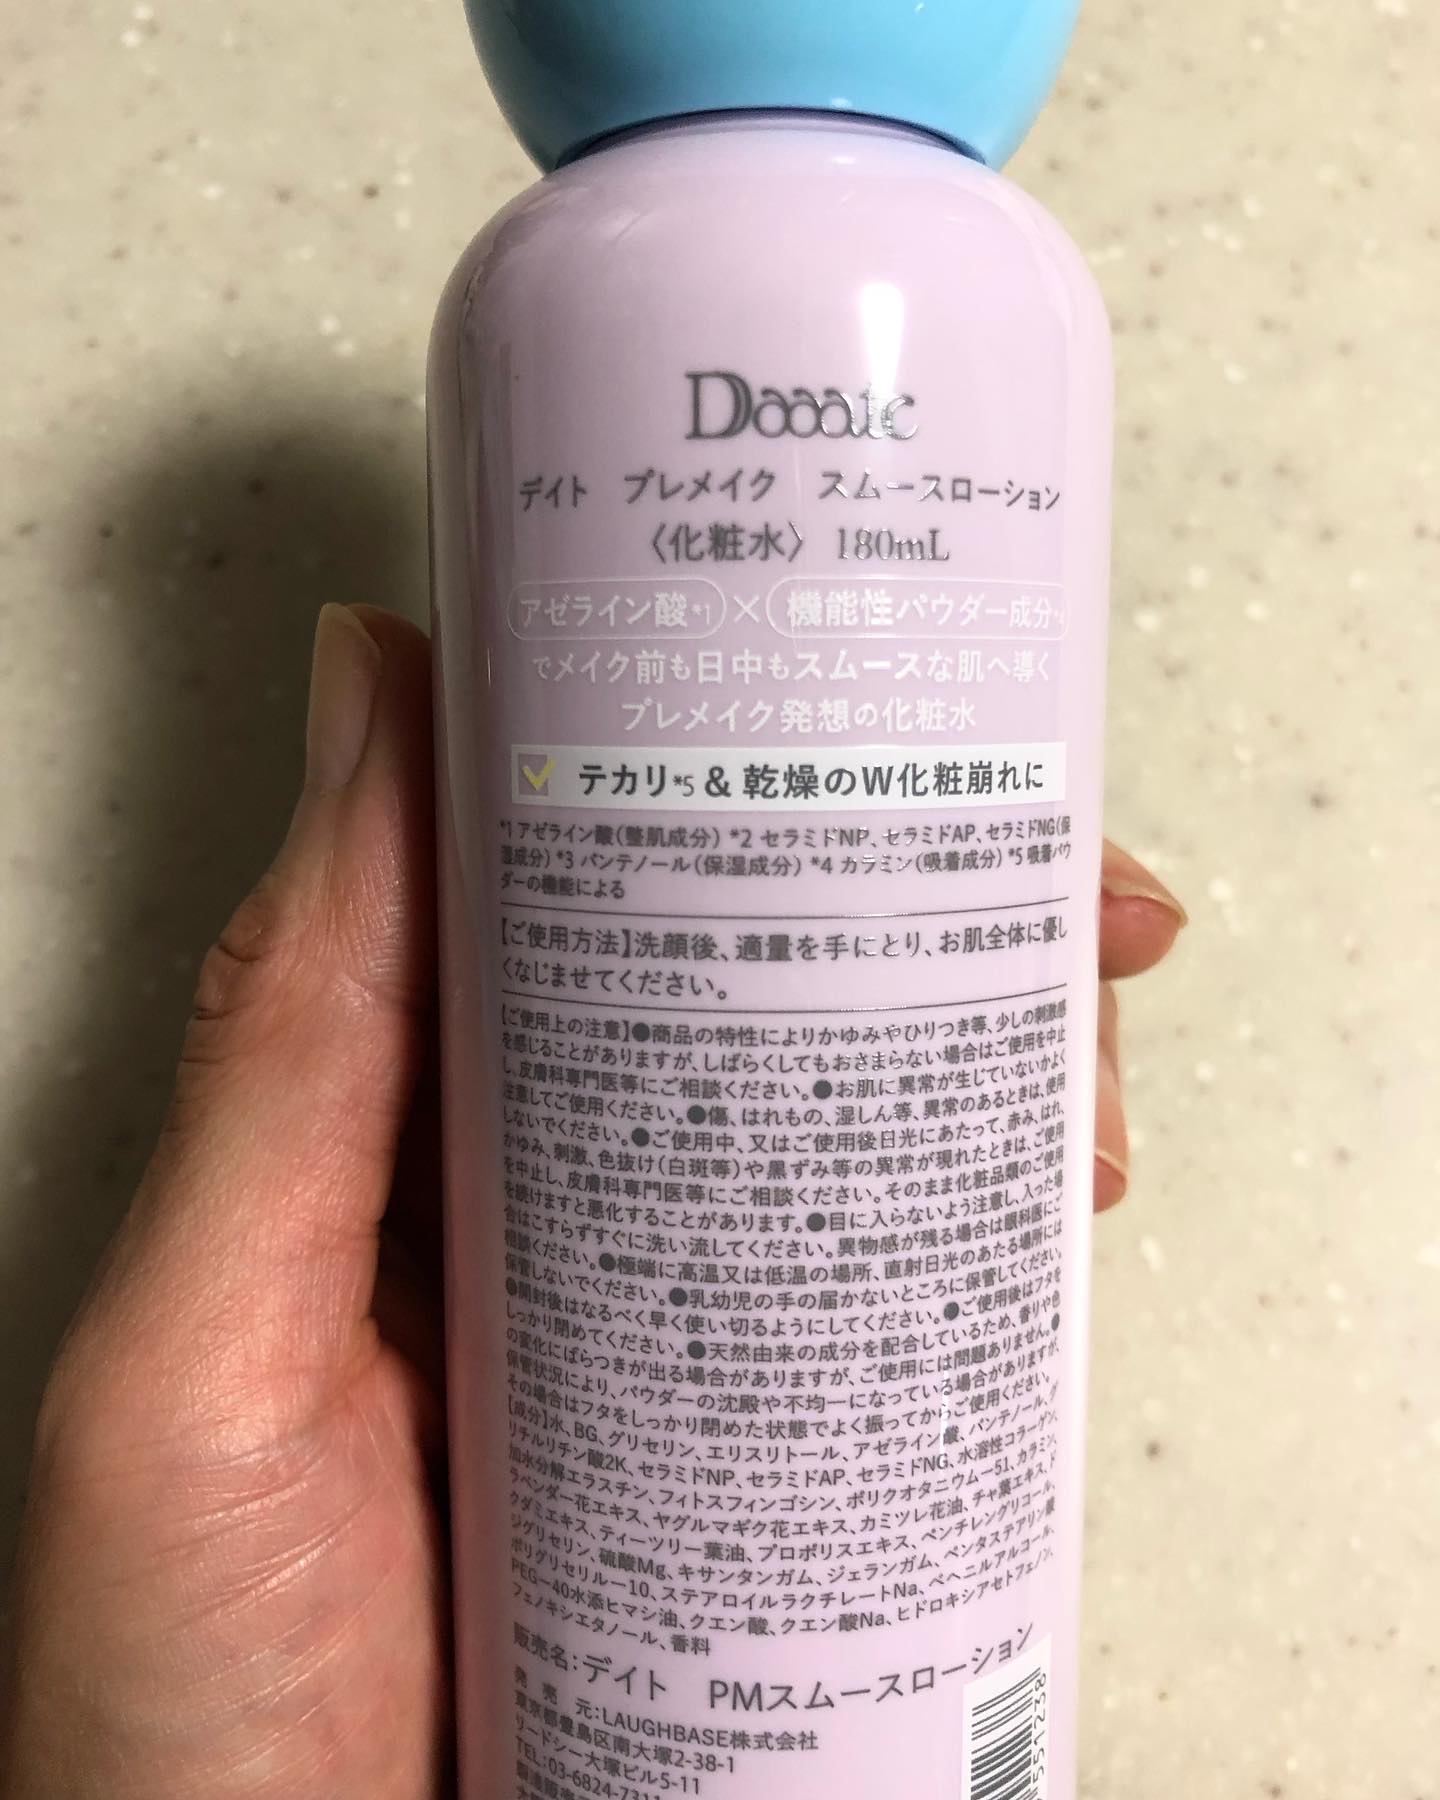 Daaatc
デイト プレメイク スムースローション
〈化粧水〉 180mL
アゼライン酸*1 × 機能性パウダー成分*4
でメイク前も日中もスムースな肌へ導く
プレメイク発想の化粧水
テカリ*5 & 乾燥のW化粧崩れに
*1 アゼライン酸(整肌成分) *2 セラミドNP、セラミドAP、セラミドNG(保
湿成分) *3 パンテノール(保湿成分) *4 カラミン(吸着成分) *5 吸着パウ
ダーの機能による
【ご使用方法】洗顔後、適量を手にとり、お肌全体に優し
くなじませてください。
【ご使用上の注意】●商品の特性によりかゆみやひりつき等、少しの刺激感
を感じることがありますが、しばらくしてもおさまらない場合はご使用を中止
し、皮膚科専門医等にご相談ください。●お肌に異常が生じていないかよく
注意してご使用ください。●傷、はれもの、湿しん等、異常のあるときは、使用
しないでください。●ご使用中、又はご使用後日光にあたって、赤み、はれ、
かゆみ、刺激、色抜け(白斑等)や黒ずみ等の異常が現れたときは、ご使用
を中止し、皮膚科専門医等にご相談ください。そのまま化粧品類のご使用
を続けますと悪化することがあります。●目に入らないよう注意し、入った場
合はこすらずすぐに洗い流してください。異物感が残る場合は眼科医にご
相談ください。●極端に高温又は低温の場所、直射日光のあたる場所には
保管しないでください。●乳幼児の手の届かないところに保管してください。
●開封後はなるべく早く使い切るようにしてください。●ご使用後はフタを
しっかり閉めてください。●天然由来の成分を配合しているため、香りや色
の変化にばらつきが出る場合がありますが、ご使用には問題ありません。●
保管状況により、パウダーの沈殿や不均一になっている場合がありますが、
その場合はフタをしっかり閉めた状態でよく振ってからご使用ください。
【成分】水、BG、グリセリン、エリスリトール、アゼライン酸、パンテノール、グ
リチルリチン酸2K、セラミドNP、セラミドAP、セラミドNG、水溶性コラーゲン、
加水分解エラスチン、フィトスフィンゴシン、ポリクオタニウム-51、カラミン、
ラベンダー花エキス、ヤグルマギク花エキス、カミツレ花油、チャ葉エキス、ド
クダミエキス、ティーツリー葉油、プロポリスエキス、ペンチレングリコール、
ジグリセリン、硫酸Mg、キサンタンガム、ジェランガム、ペンタステアリン酸
ポリグリセリル-10、ステアロイルラクチレートNa、ベヘニルアルコール、
PEG-40水添ヒマシ油、クエン酸、クエン酸Na、ヒドロキシアセトフェノン、
フェノキシエタノール、香料
販売名:デイト PMスムースローション
発 売 元:LAUGHBASE株式会社
東京都豊島区南大塚2-38-1
リードシー大塚ビル5-11
TEL:03-6824-7311
551238